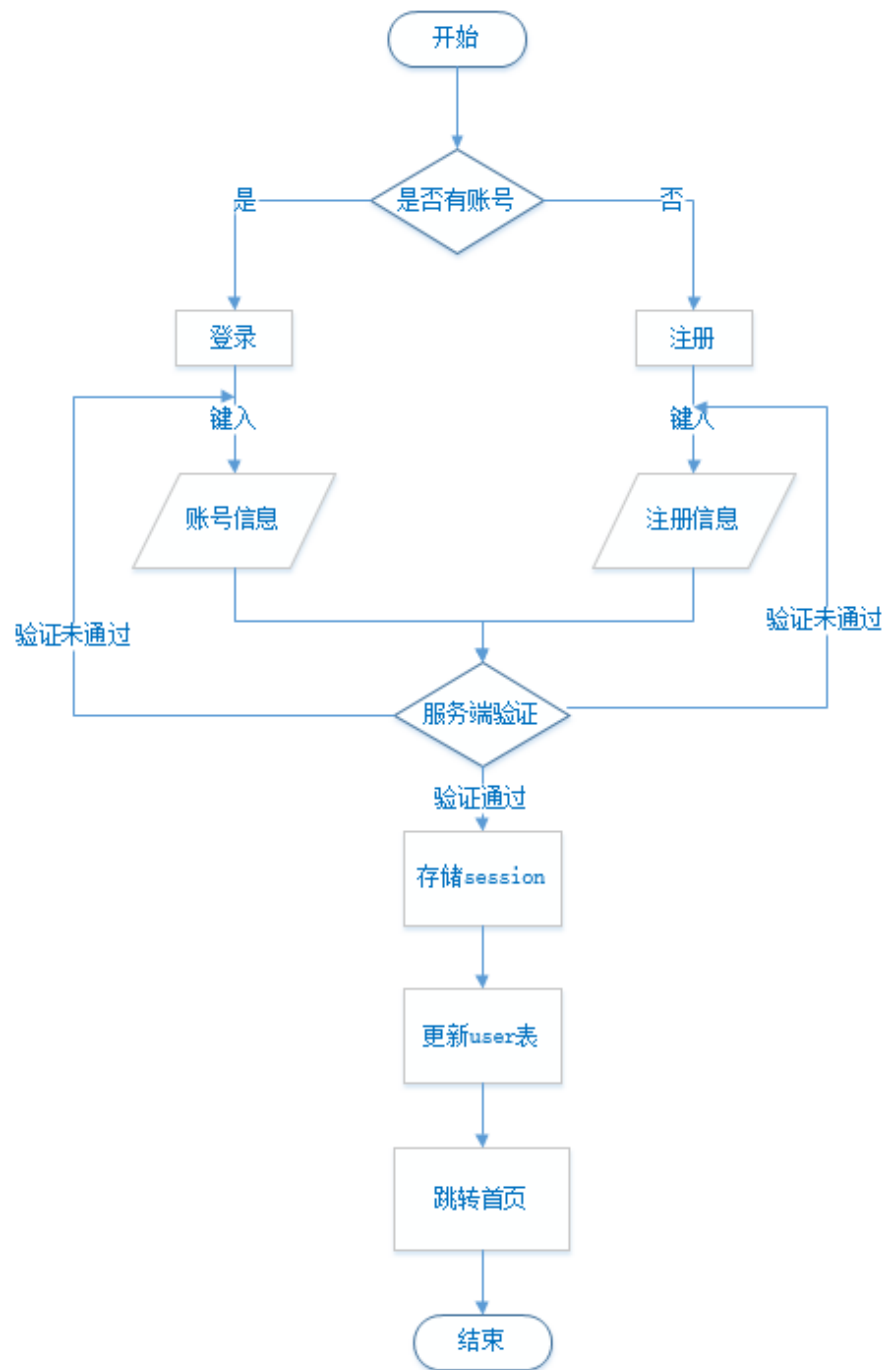 开始
是否有账号
是
否
登录
注册
键入
键入
账号信息
注册信息
验证未通过
验证未通过
服务端验证
验证通过
存储session
更新user表
跳转首页
结束